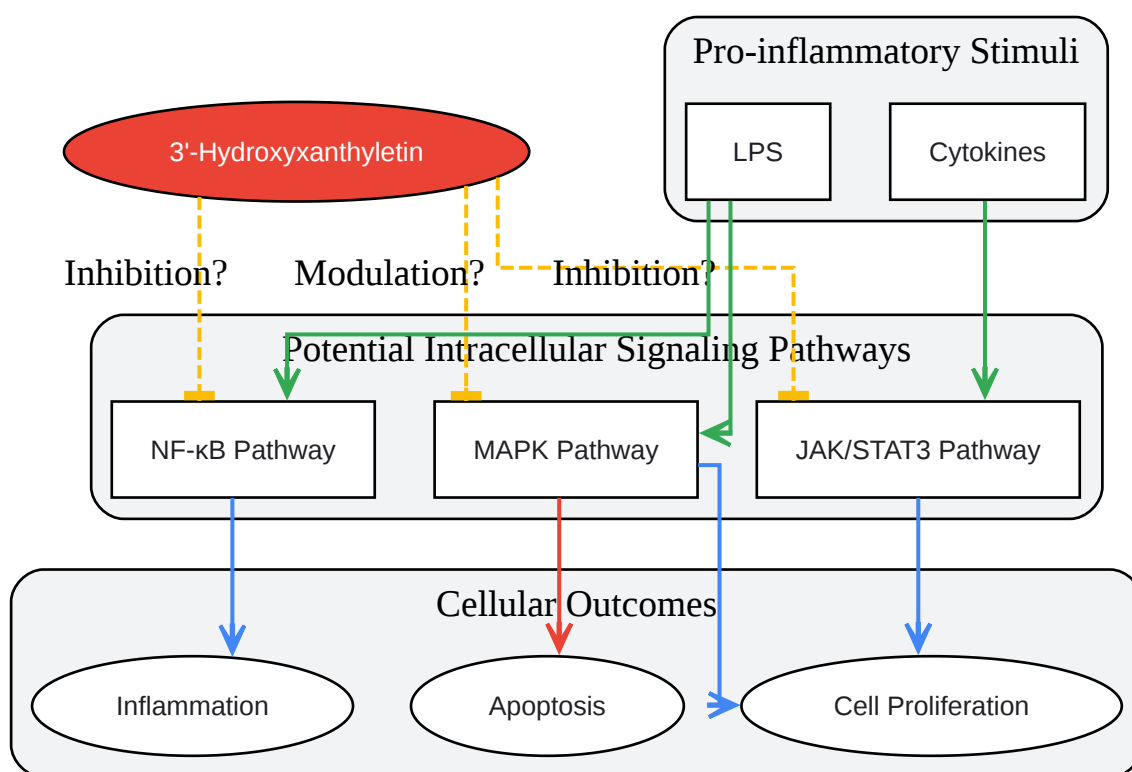 Pro-inflammatory Stimuli
3'-Hydroxyxanthyletin
LPS
Cytokines
Inhibition?
Modulation?
Inhibition?
Potential Intracellular Signaling Pathways
NF-κB Pathway
MAPK Pathway
JAK/STAT3 Pathway
Cellular Outcomes
Inflammation
Apoptosis
Cell Proliferation